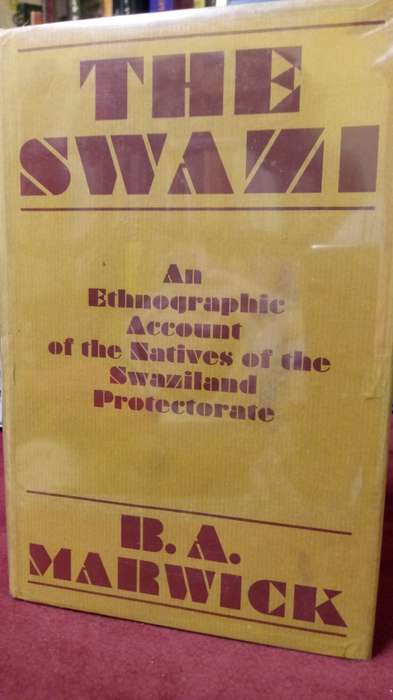 THE
SWAZI
An
Ethnographic
Account
of the Natives of the
Swaziland
Protectorate
B. A.
MARWICK